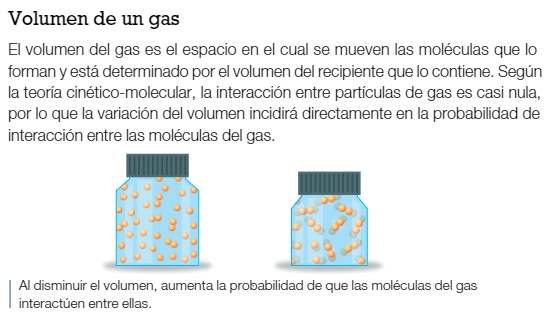 Volumen de un gas
El volumen del gas es el espacio en el cual se mueven las moléculas que lo
forman y está determinado por el volumen del recipiente que lo contiene. Según
la teoría cinético-molecular, la interacción entre partículas de gas es casi nula,
por lo que la variación del volumen incidirá directamente en la probabilidad de
interacción entre las moléculas del gas.
Al disminuir el volumen, aumenta la probabilidad de que las moléculas del gas
interactúen entre ellas.